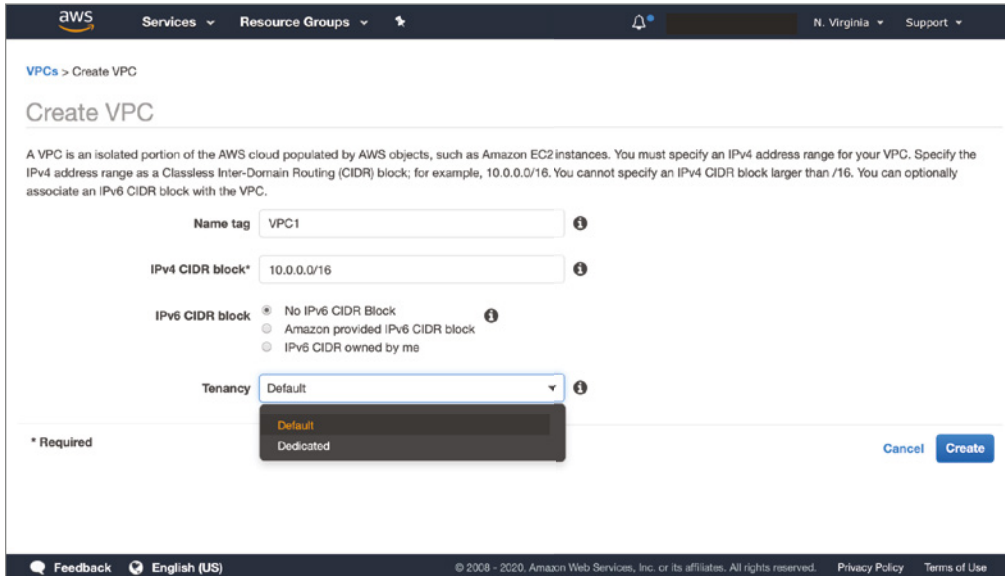 aws Services Resource Groups N. Virginia Support
VPCs > Create VPC
Create VPC
A VPC is an isolated portion of the AWS cloud populated by AWS objects, such as Amazon EC2 instances. You must specify an IPv4 address range for your VPC. Specify the
IPv4 address range as a Classless Inter-Domain Routing (CIDR) block; for example, 10.0.0.0/16. You cannot specify an IPv4 CIDR block larger than /16. You can optionally
associate an IPv6 CIDR block with the VPC.
Name tag VPC1
IPv4 CIDR block* 10.0.0.0/16
IPv6 CIDR block No IPv6 CIDR Block
Amazon provided IPv6 CIDR block
IPv6 CIDR owned by me
Tenancy Default
Default
Dedicated
* Required Cancel Create
Feedback English (US) © 2008 - 2020, Amazon Web Services, Inc. or its affiliates. All rights reserved. Privacy Policy Terms of Use